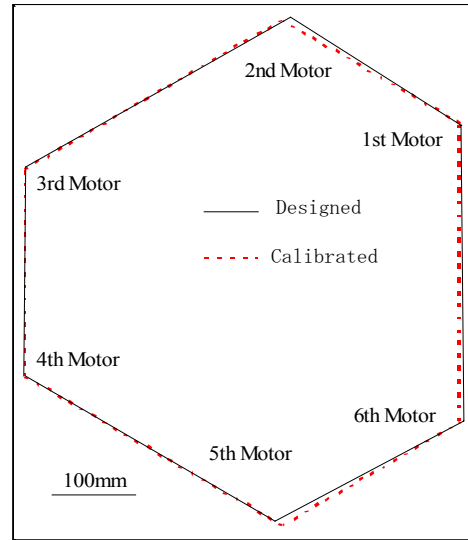 2nd Motor
1st Motor
3rd Motor
Designed
Calibrated
4th Motor
6th Motor
5th Motor
100mm